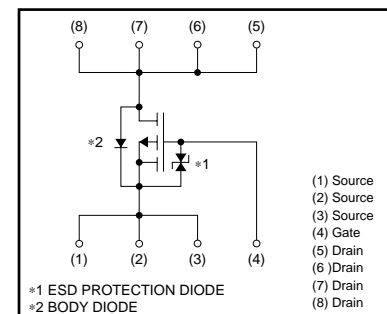 (8) (7) (6) (5)
∗2
∗1
(1) (2) (3) (4)
(1) Source
(2) Source
(3) Source
(4) Gate
(5) Drain
(6 )Drain
(7) Drain
(8) Drain
∗1 ESD PROTECTION DIODE
∗2 BODY DIODE